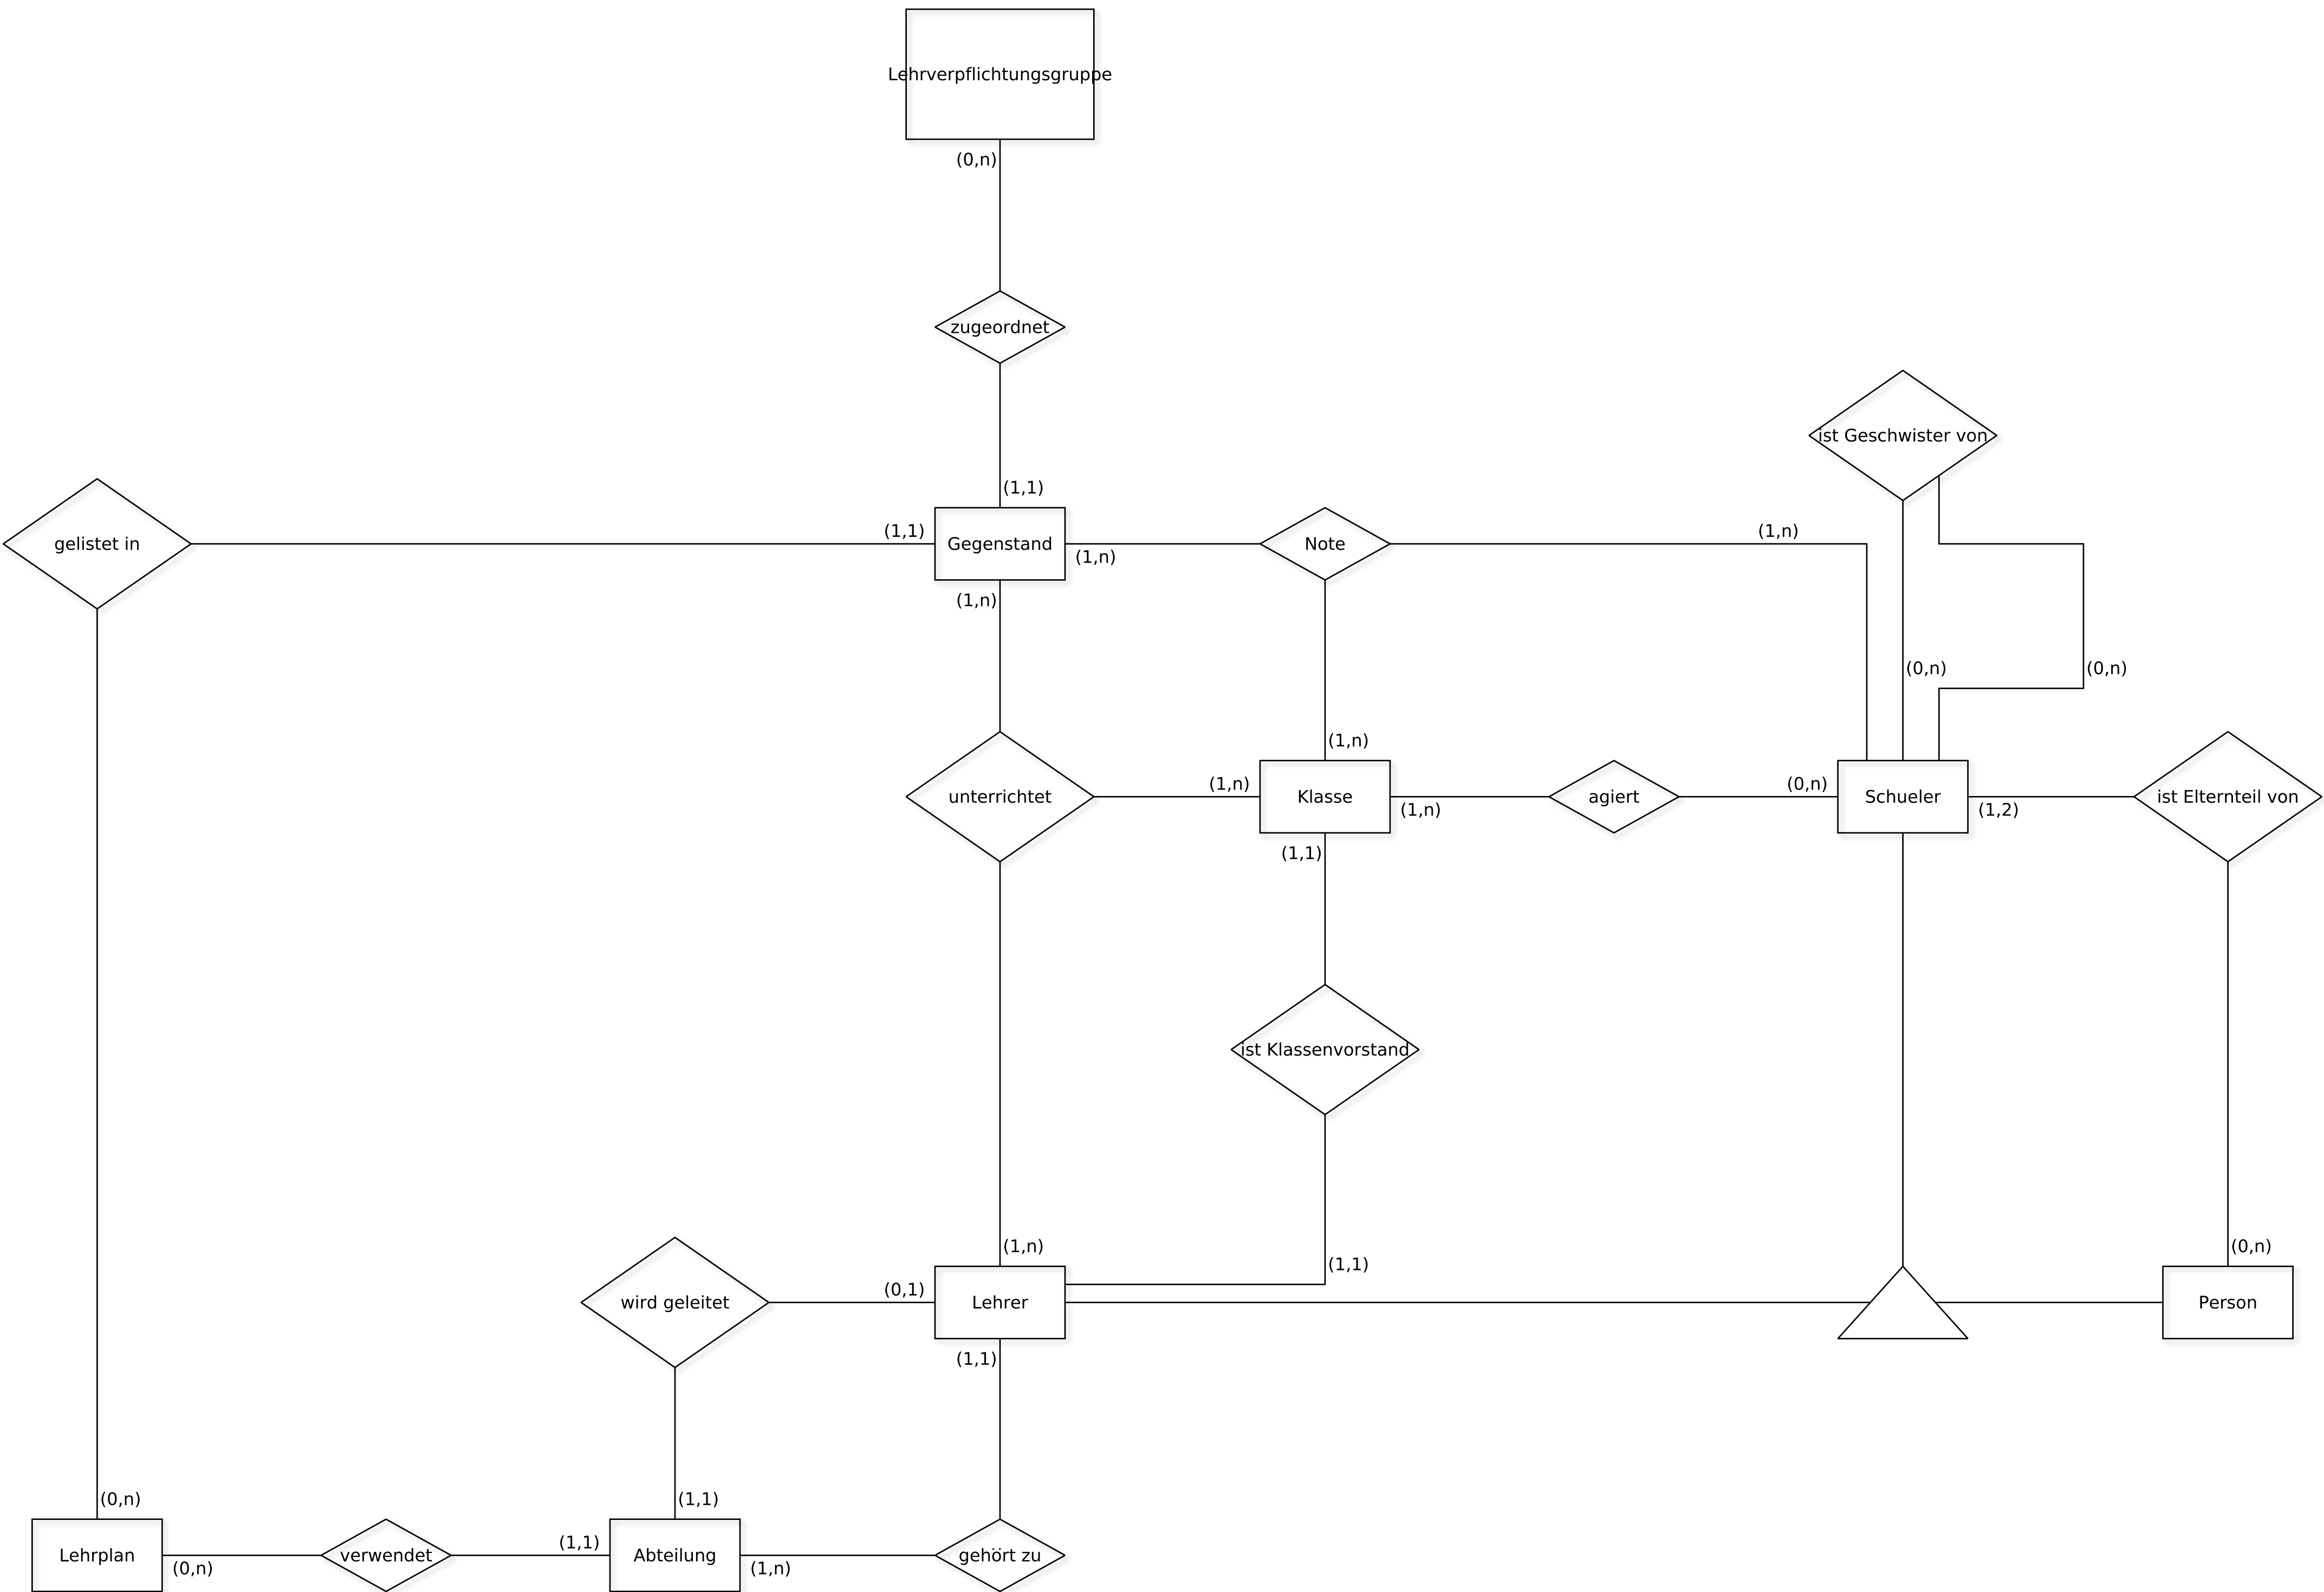 Lehrverpflichtungsgruppe
(0,n)
zugeordnet
ist Geschwister von
(1,1)
gelistet in
(1,1)
Gegenstand
(1,n)
Note
(1,n)
(1,n)
(0,n)
(0,n)
(1,n)
unterrichtet
(1,n)
Klasse
(1,n)
agiert
(0,n)
Schueler
(1,2)
ist Elternteil von
(1,1)
ist Klassenvorstand
(1,n)
(1,1)
(0,n)
wird geleitet
(0,1)
Lehrer
Person
(1,1)
(0,n)
(1,1)
Lehrplan
(0,n)
verwendet
(1,1)
Abteilung
(1,n)
gehört zu